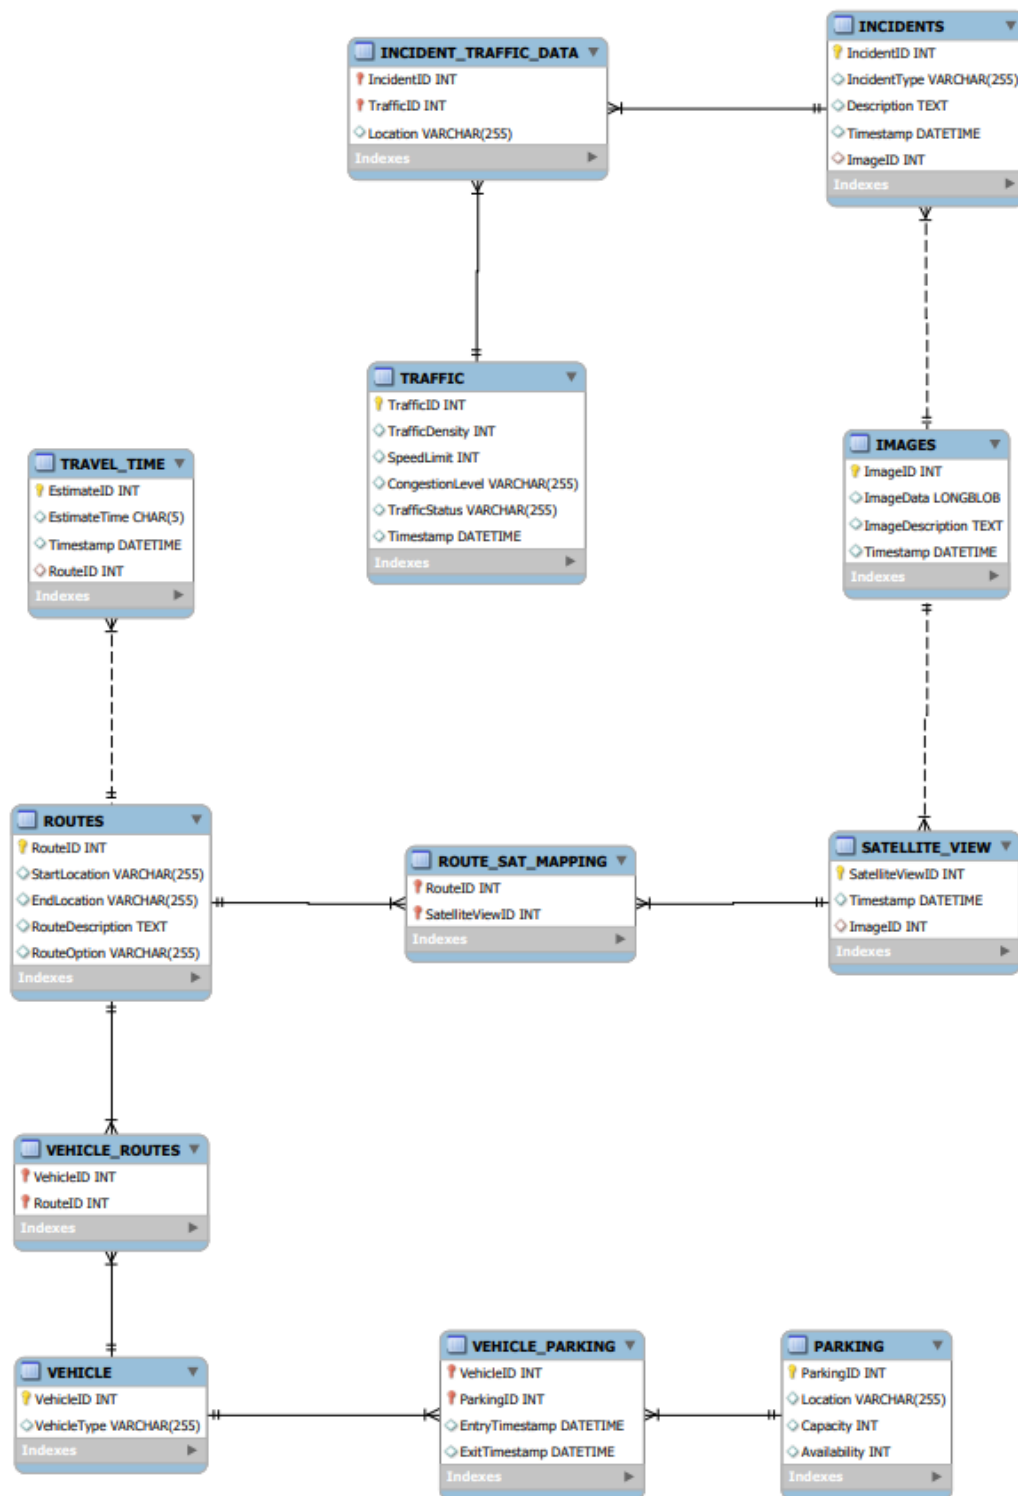 INCIDENTS
IncidentID INT
IncidentType VARCHAR(255)
Description TEXT
Timestamp DATETIME
ImageID INT
Indexes
INCIDENT_TRAFFIC_DATA
IncidentID INT
TrafficID INT
Location VARCHAR(255)
Indexes
TRAFFIC
TrafficID INT
TrafficDensity INT
SpeedLimit INT
CongestionLevel VARCHAR(255)
TrafficStatus VARCHAR(255)
Timestamp DATETIME
Indexes
IMAGES
ImageID INT
ImageData LONGBLOB
ImageDescription TEXT
Timestamp DATETIME
Indexes
TRAVEL_TIME
EstimateID INT
EstimateTime CHAR(5)
Timestamp DATETIME
RouteID INT
Indexes
ROUTES
RouteID INT
StartLocation VARCHAR(255)
EndLocation VARCHAR(255)
RouteDescription TEXT
RouteOption VARCHAR(255)
Indexes
ROUTE_SAT_MAPPING
RouteID INT
SatelliteViewID INT
Indexes
SATELLITE_VIEW
SatelliteViewID INT
Timestamp DATETIME
ImageID INT
Indexes
VEHICLE_ROUTES
VehicleID INT
RouteID INT
Indexes
VEHICLE
VehicleID INT
VehicleType VARCHAR(255)
Indexes
VEHICLE_PARKING
VehicleID INT
ParkingID INT
EntryTimestamp DATETIME
ExitTimestamp DATETIME
Indexes
PARKING
ParkingID INT
Location VARCHAR(255)
Capacity INT
Availability INT
Indexes